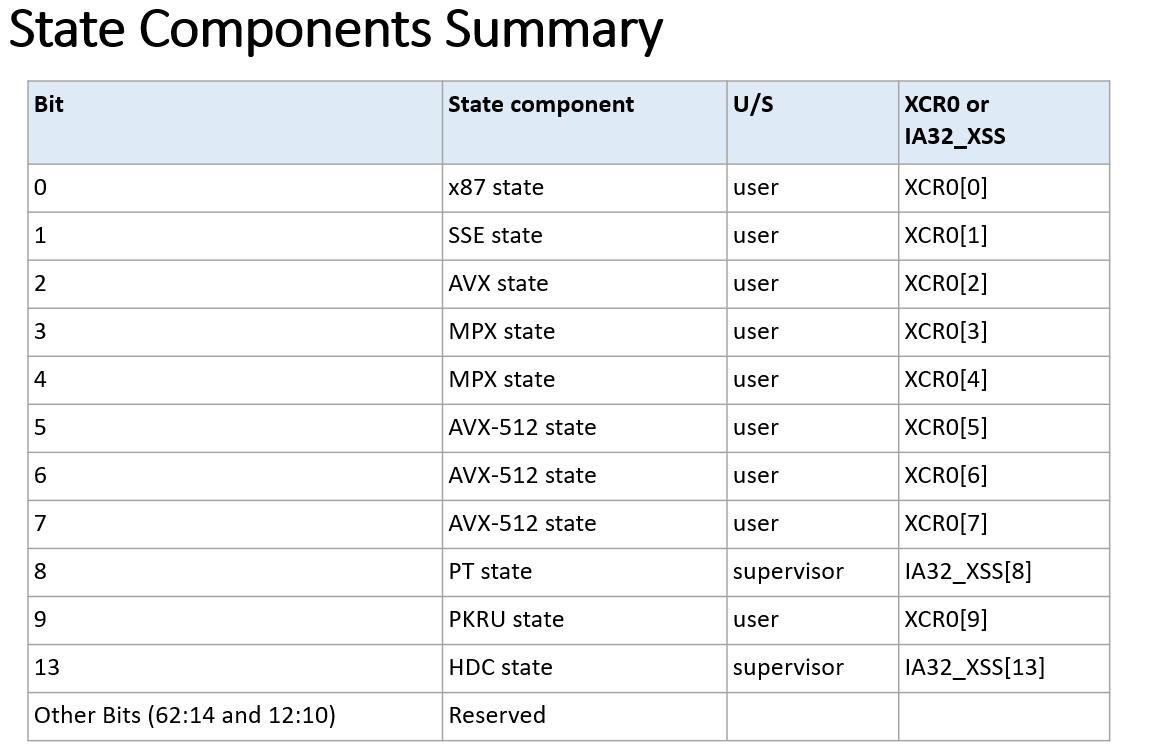 State Components Summary
Bit State component U/S XCR0 or
IA32_XSS
0 x87 state user XCR0[0]
1 SSE state user XCR0[1]
2 AVX state user XCR0[2]
3 MPX state user XCR0[3]
4 MPX state user XCR0[4]
5 AVX-512 state user XCR0[5]
6 AVX-512 state user XCR0[6]
7 AVX-512 state user XCR0[7]
8 PT state supervisor IA32_XSS[8]
9 PKRU state user XCR0[9]
13 HDC state supervisor IA32_XSS[13]
Other Bits (62:14 and 12:10) Reserved